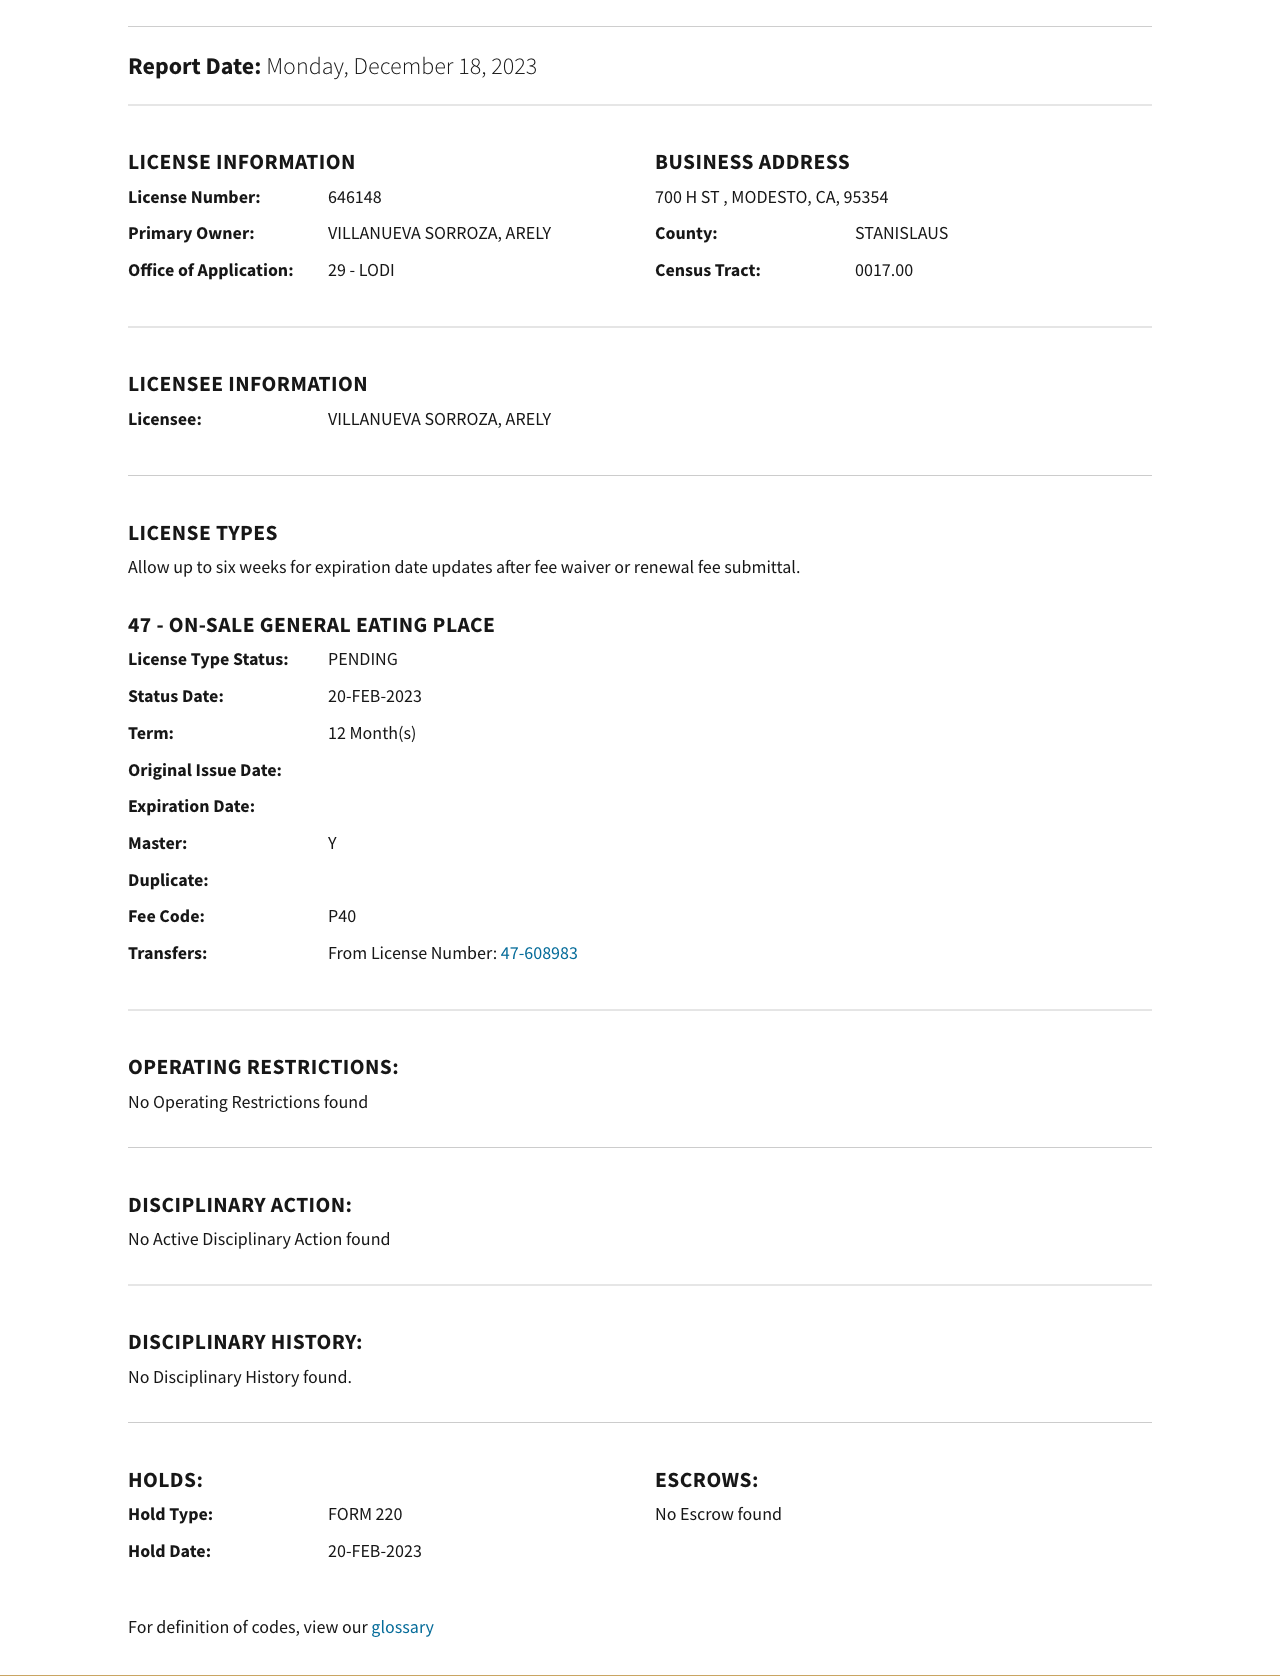 Report Date: Monday, December 18, 2023
LICENSE INFORMATION
License Number: 646148
Primary Owner: VILLANUEVA SORROZA, ARELY
Office of Application: 29 - LODI
BUSINESS ADDRESS
700 H ST , MODESTO, CA, 95354
County: STANISLAUS
Census Tract: 0017.00
LICENSEE INFORMATION
Licensee: VILLANUEVA SORROZA, ARELY
LICENSE TYPES
Allow up to six weeks for expiration date updates after fee waiver or renewal fee submittal.
47 - ON-SALE GENERAL EATING PLACE
License Type Status: PENDING
Status Date: 20-FEB-2023
Term: 12 Month(s)
Original Issue Date:
Expiration Date:
Master: Y
Duplicate:
Fee Code: P40
Transfers: From License Number: 47-608983
OPERATING RESTRICTIONS:
No Operating Restrictions found
DISCIPLINARY ACTION:
No Active Disciplinary Action found
DISCIPLINARY HISTORY:
No Disciplinary History found.
HOLDS:
Hold Type: FORM 220
Hold Date: 20-FEB-2023
ESCROWS:
No Escrow found
For definition of codes, view our glossary